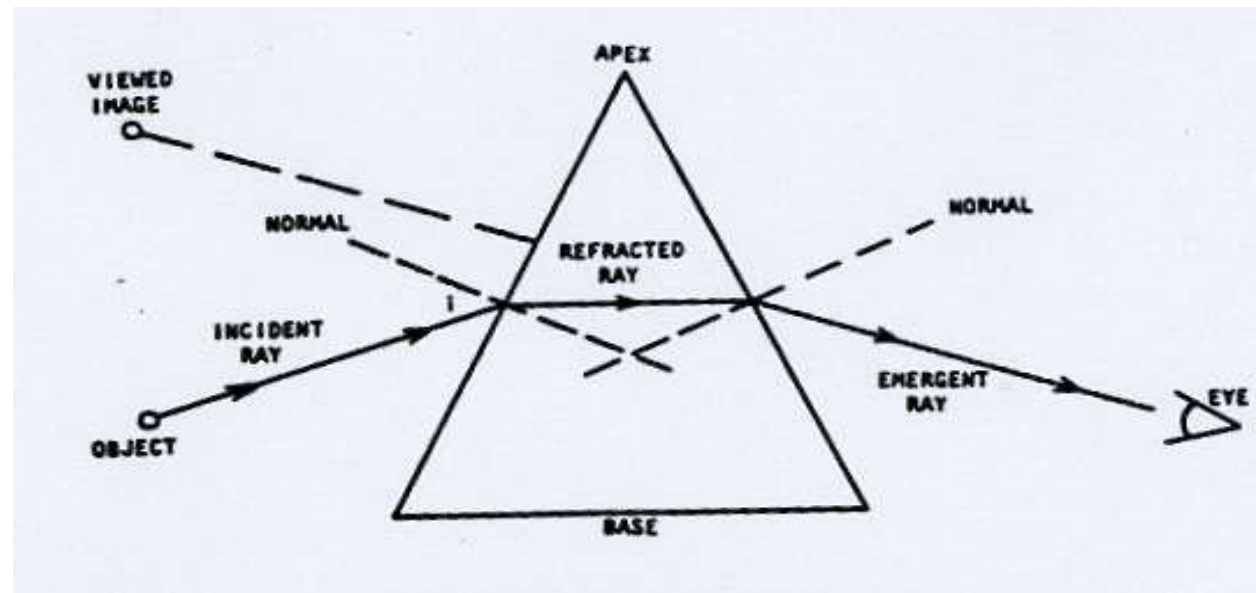 APEX
VIEWED
IMAGE
NORMAL
NORMAL
REFRACTED
RAY
i
INCIDENT
RAY
EMERGENT
RAY
EYE
OBJECT
BASE